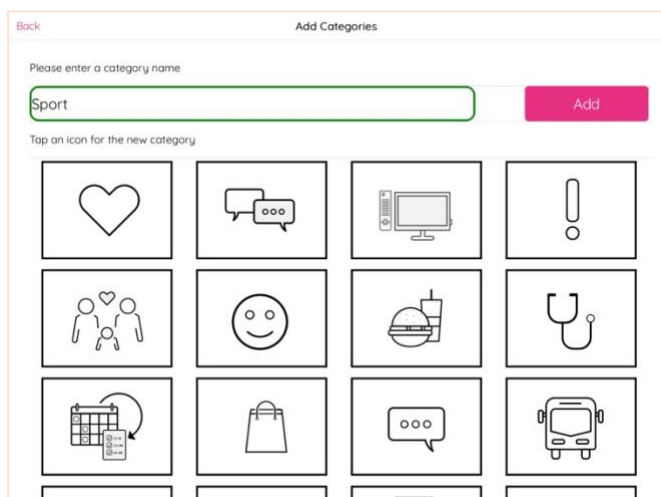 Back
Add Categories
Please enter a category name
Sport
Add
Tap an icon for the new category